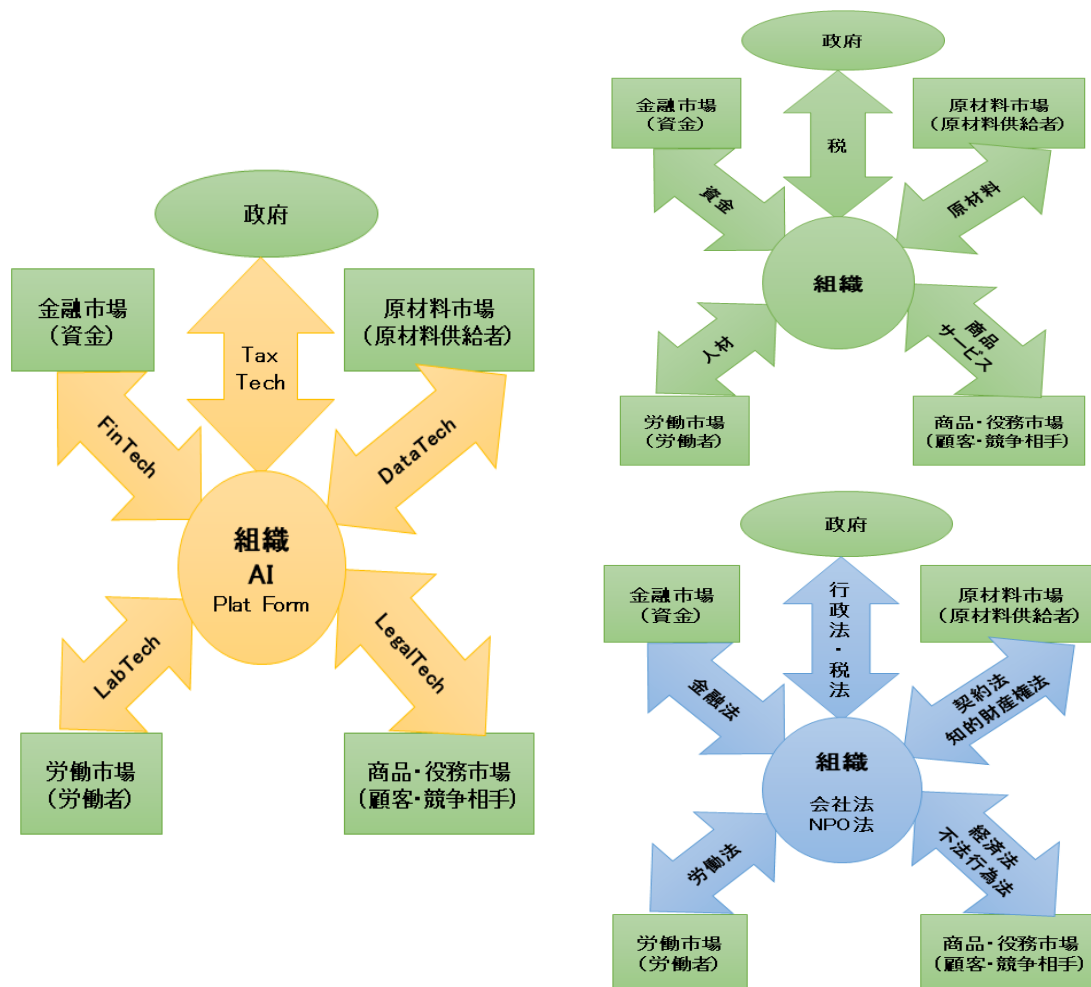 政府
金融市場
(資金)
原材料市場
(原材料供給者)
Tax
Tech
FinTech
DataTech
組織
AI
Plat Form
LabTech
LegalTech
労働市場
(労働者)
商品・役務市場
(顧客・競争相手)
政府
金融市場
(資金)
原材料市場
(原材料供給者)
税
資金
原材料
組織
人材
商品
サービス
労働市場
(労働者)
商品・役務市場
(顧客・競争相手)
政府
金融市場
(資金)
原材料市場
(原材料供給者)
行政法・税法
金融法
契約法
知的財産権法
組織
会社法
NPO法
労働法
経済法
不法行為法
労働市場
(労働者)
商品・役務市場
(顧客・競争相手)